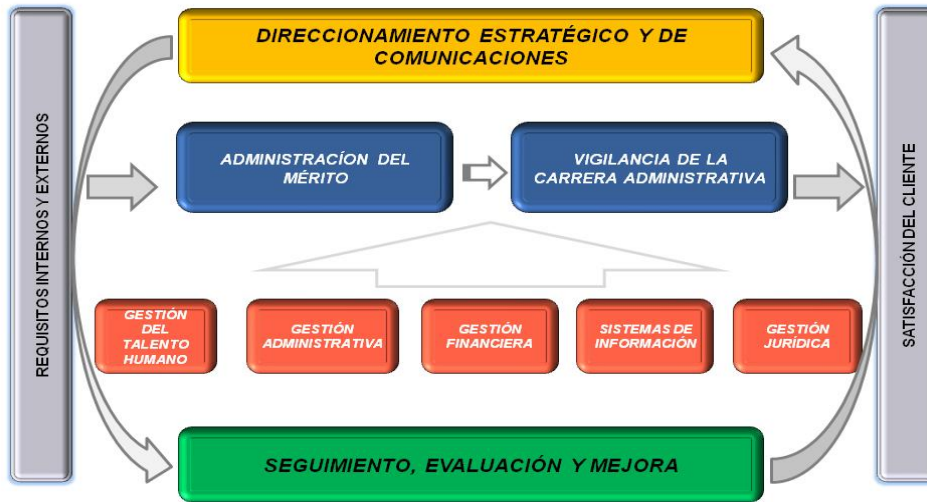 DIRECCIONAMIENTO ESTRATÉGICO Y DE
COMUNICACIONES
REQUISITOS INTERNOS Y EXTERNOS
ADMINISTRACÍON DEL
MÉRITO
VIGILANCIA DE LA
CARRERA ADMINISTRATIVA
SATISFACCIÓN DEL CLIENTE
GESTIÓN
DEL
TALENTO
HUMANO
GESTIÓN
ADMINISTRATIVA
GESTIÓN
FINANCIERA
SISTEMAS DE
INFORMACIÓN
GESTIÓN
JURÍDICA
SEGUIMIENTO, EVALUACIÓN Y MEJORA